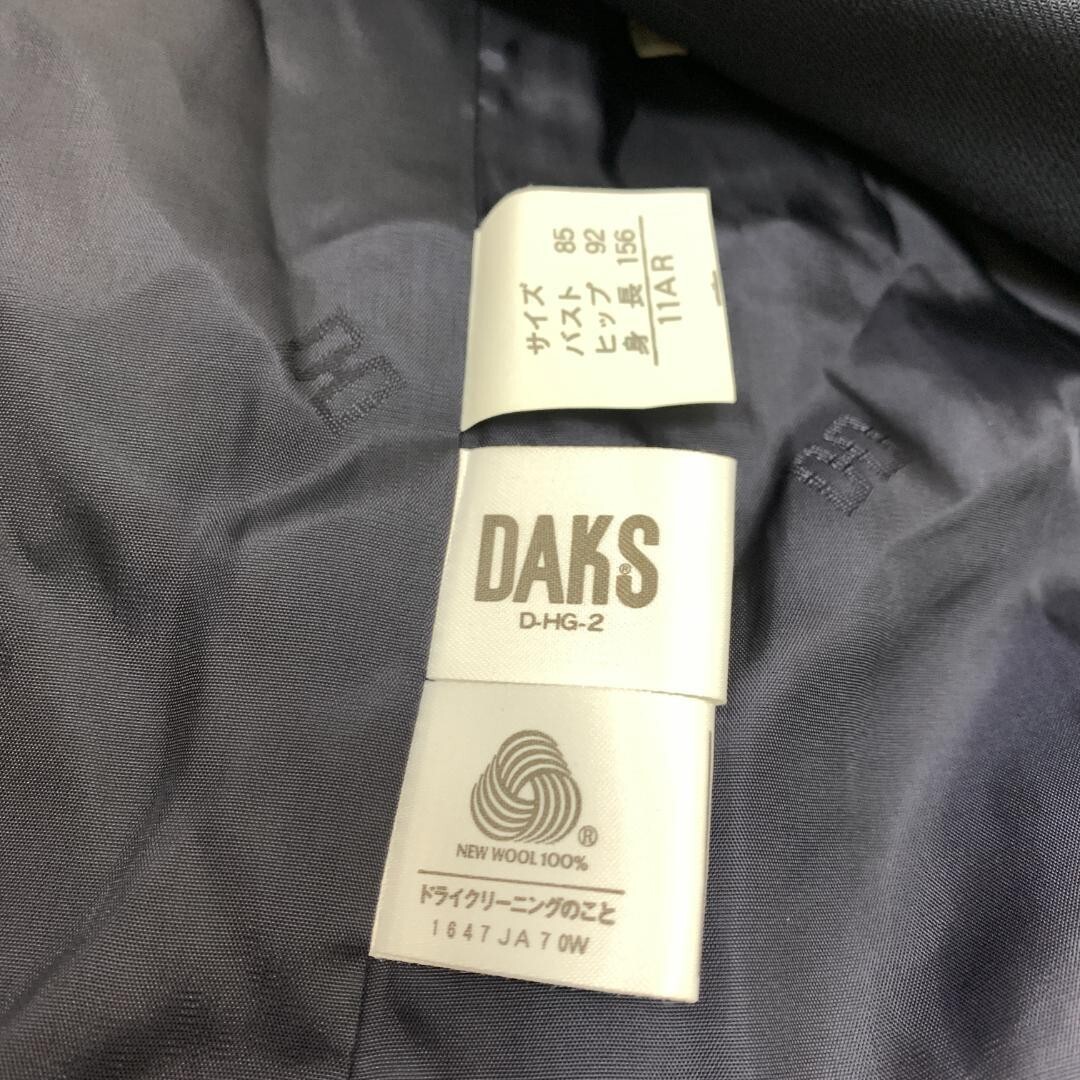 サイズ
バスト 85
ヒップ 92
身長 156
11AR
DAKS®
D-HG-2
®
NEW WOOL 100%
ドライクリーニングのこと
1647JA70W